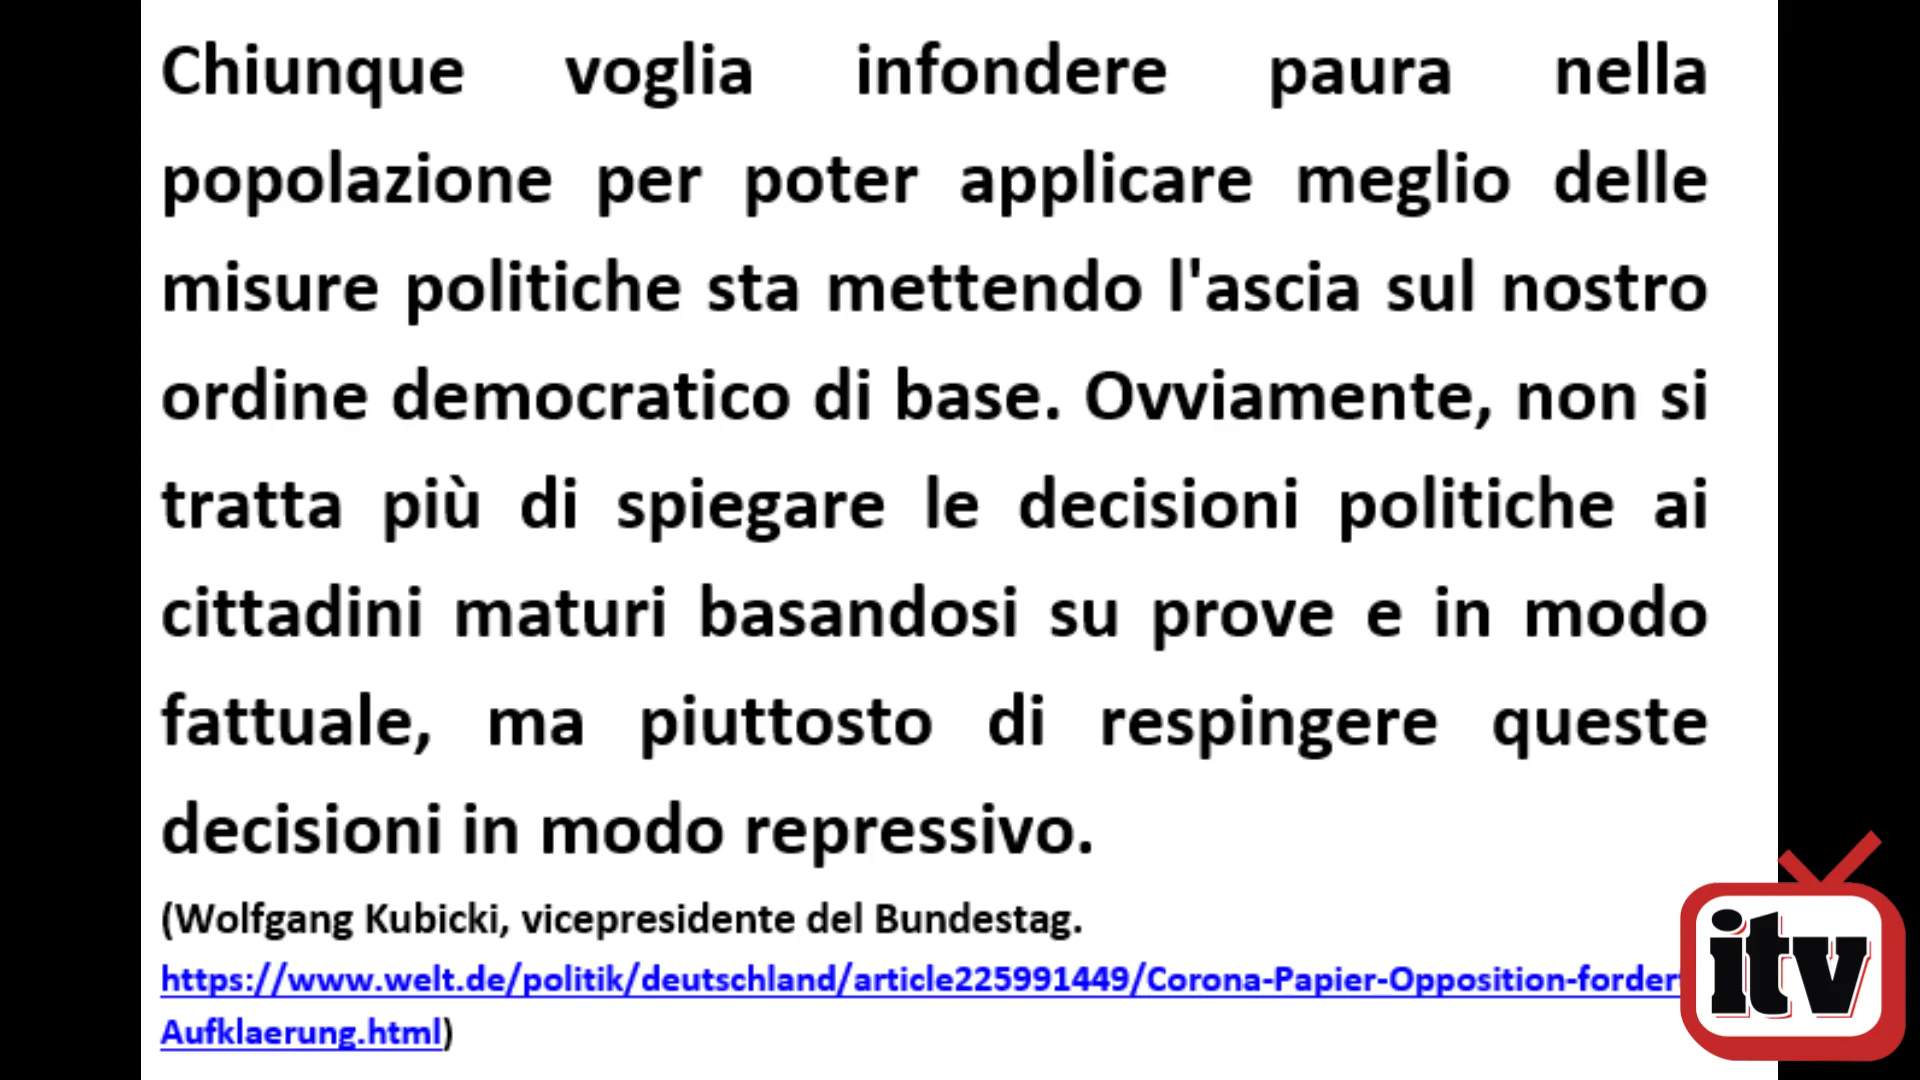 Chiunque voglia infondere paura nella
popolazione per poter applicare meglio delle
misure politiche sta mettendo l'ascia sul nostro
ordine democratico di base. Ovviamente, non si
tratta più di spiegare le decisioni politiche ai
cittadini maturi basandosi su prove e in modo
fattuale, ma piuttosto di respingere queste
decisioni in modo repressivo.
(Wolfgang Kubicki, vicepresidente del Bundestag.
https://www.welt.de/politik/deutschland/article225991449/Corona-Papier-Opposition-fordert
Aufklaerung.html)
itv